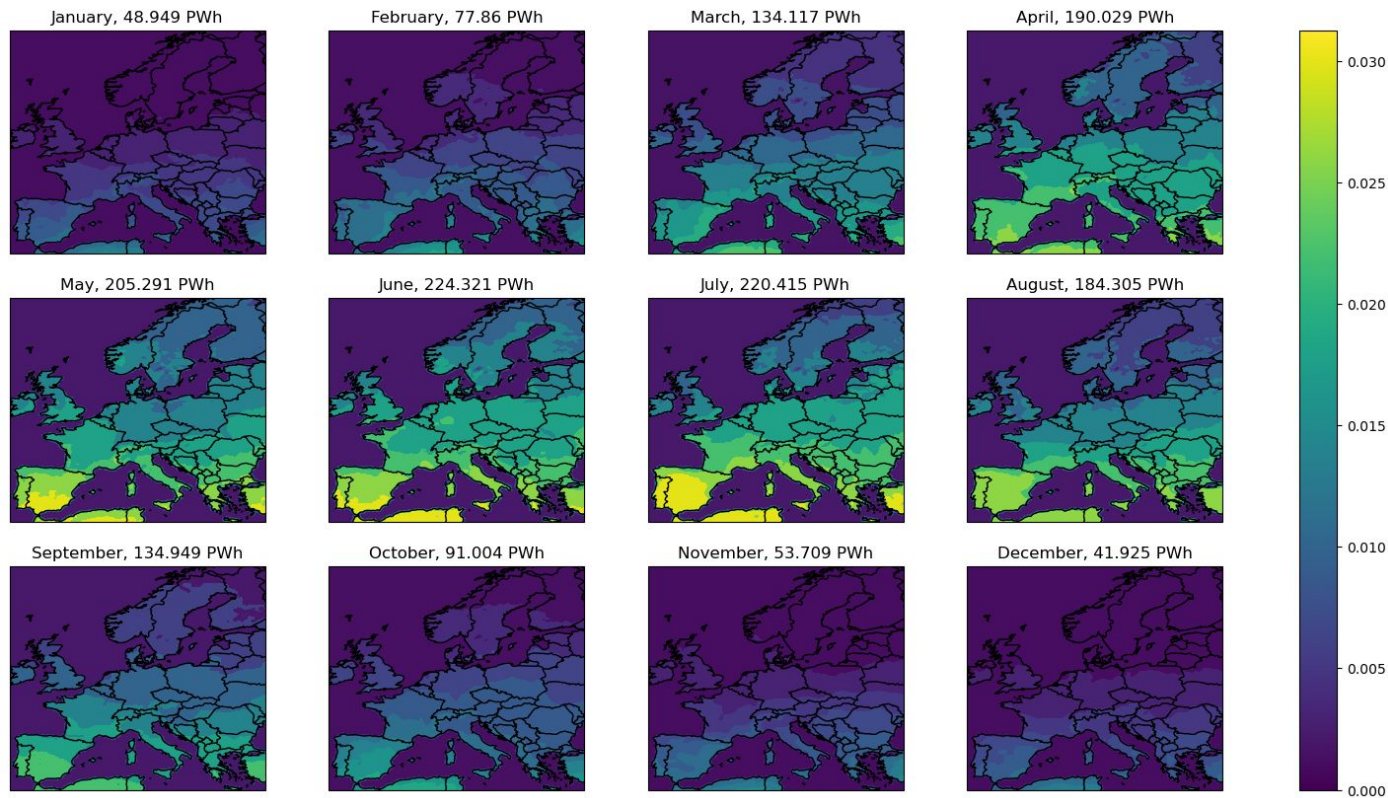 January, 48.949 PWh
February, 77.86 PWh
March, 134.117 PWh
April, 190.029 PWh
May, 205.291 PWh
June, 224.321 PWh
July, 220.415 PWh
August, 184.305 PWh
September, 134.949 PWh
October, 91.004 PWh
November, 53.709 PWh
December, 41.925 PWh
0.030
0.025
0.020
0.015
0.010
0.005
0.000